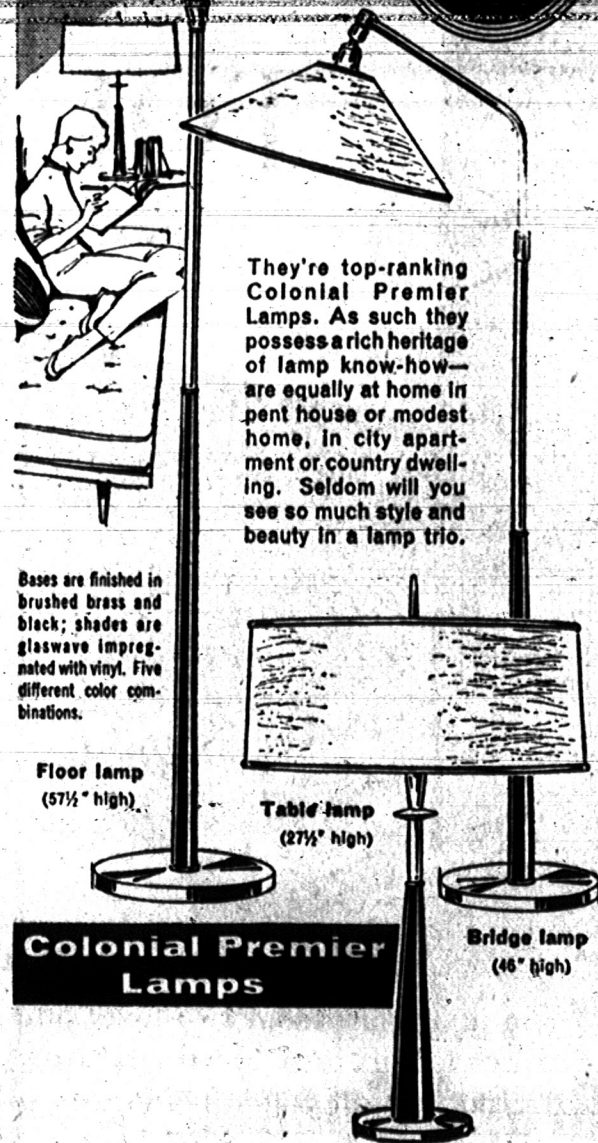 They're top-ranking
Colonial Premier
Lamps. As such they
possess a rich heritage
of lamp know-how—
are equally at home in
pent house or modest
home, in city apart-
ment or country dwell-
ing. Seldom will you
see so much style and
beauty in a lamp trio.
Bases are finished in
brushed brass and
black; shades are
glaswave impreg-
nated with vinyl. Five
different color com-
binations.
Floor lamp
(57½" high)
Table lamp
(27½" high)
Bridge lamp
(46" high)
Colonial Premier
Lamps